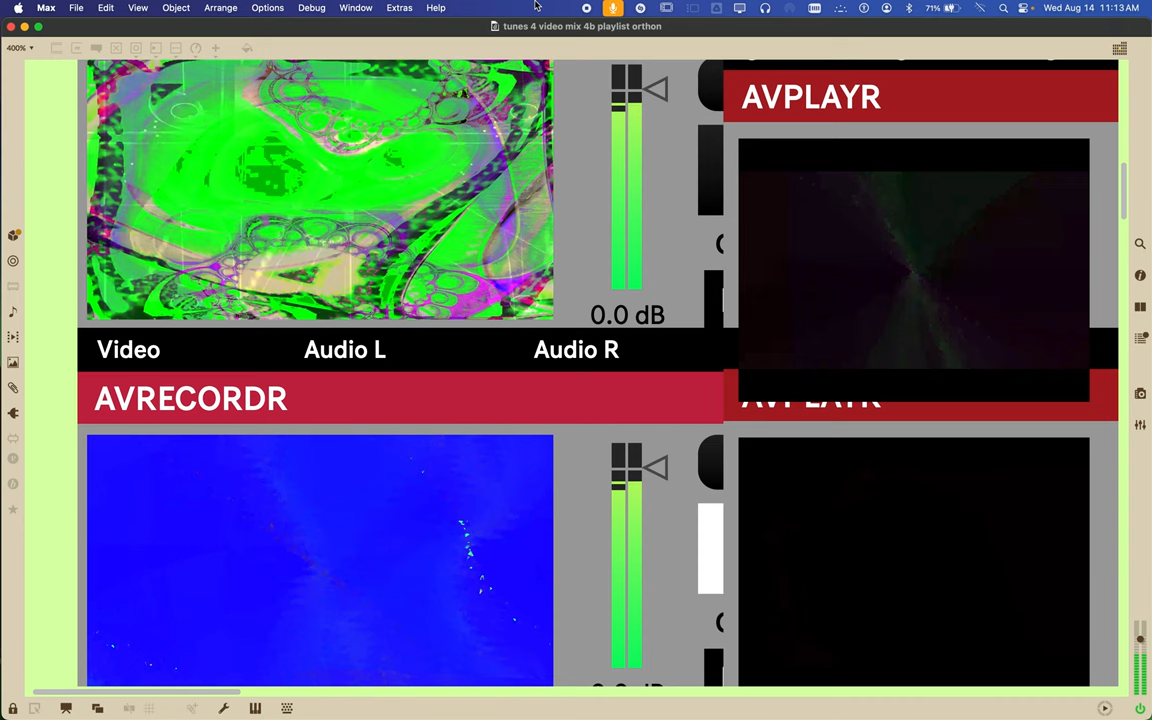 Max File Edit View Object Arrange Options Debug Window Extras Help 71% Wed Aug 14 11:13 AM
tunes 4 video mix 4b playlist orthon
400%
AVPLAYR
0.0 dB
Video Audio L Audio R
AVRECORDR